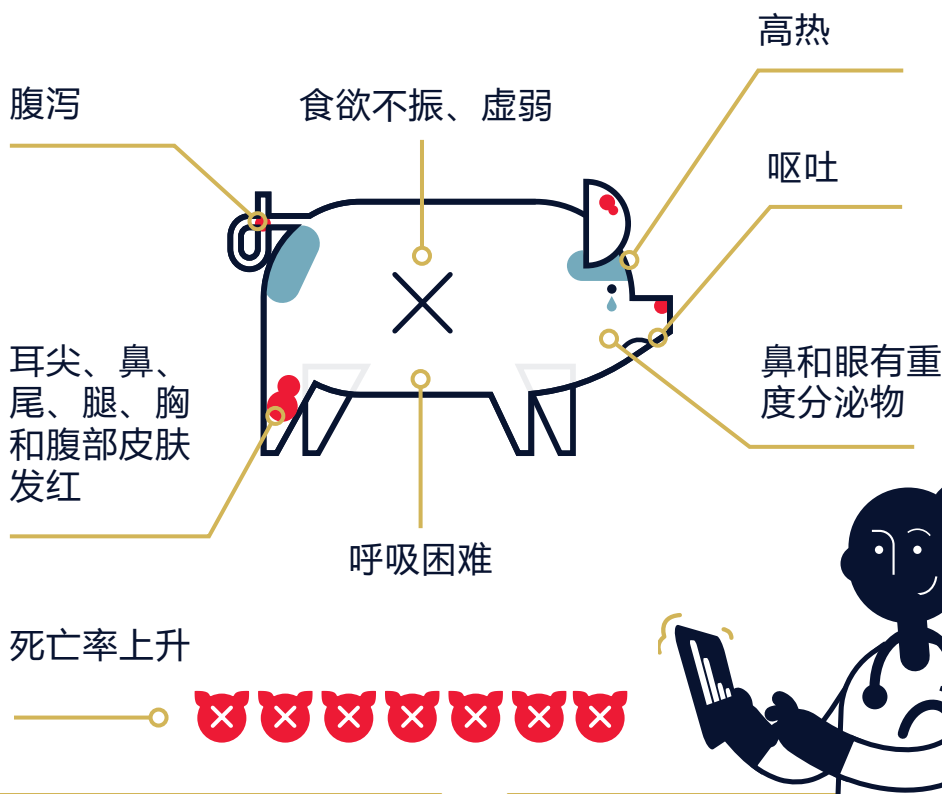 高热
腹泻
食欲不振、虚弱
呕吐
耳尖、鼻、
尾、腿、胸
和腹部皮肤
发红
鼻和眼有重
度分泌物
呼吸困难
死亡率上升